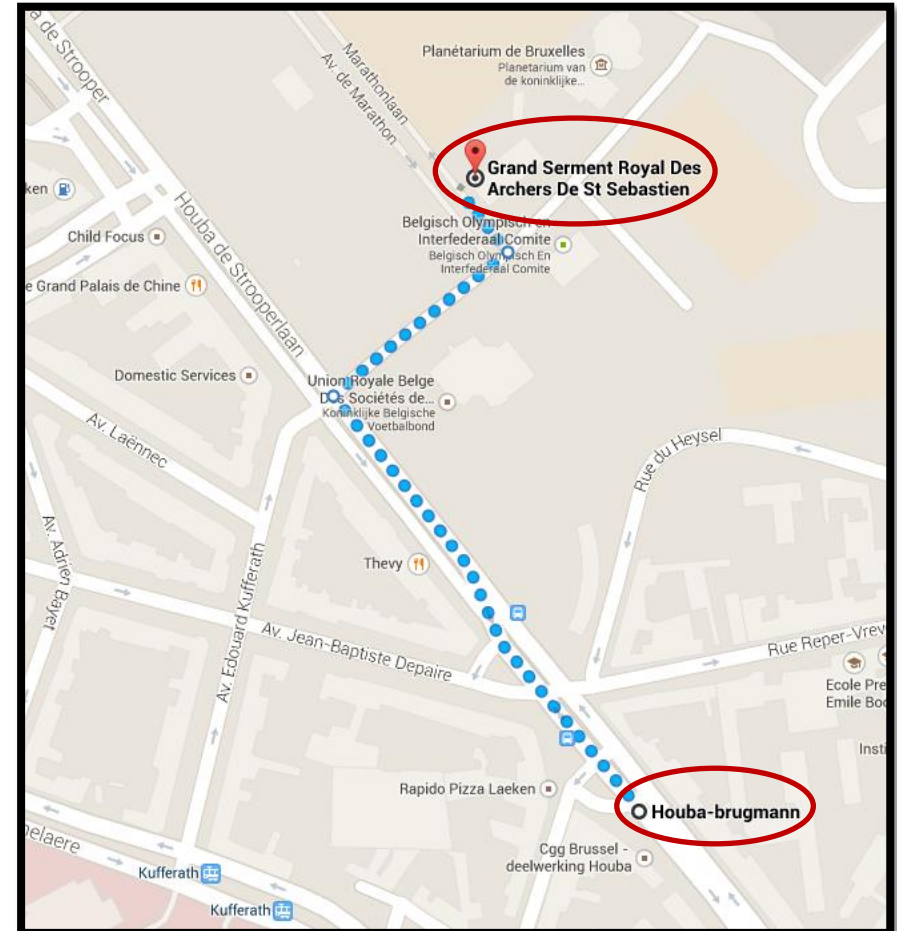 a de Strooper
Marathonlaan
Av. de Marathon
Planétarium de Bruxelles
Planetarium van
de koninklijke...
Grand Serment Royal Des
Archers De St Sebastien
ken
Child Focus
Houba de Strooperlaan
Belgisch Olympisch en
Interfederaal Comite
Belgisch Olympisch En
Interfederaal Comite
e Grand Palais de Chine
Domestic Services
Union Royale Belge
Des Sociétés de...
Koninklijke Belgische
Voetbalbond
Av. Laënnec
Rue du Heysel
Av. Adrien Bayet
Thevy
Av. Edouard Kufferath
Av. Jean-Baptiste Depaire
Rue Reper-Vrev
Ecole Pre
Emile Boc
Insti
Rapido Pizza Laeken
Houba-brugmann
Cgg Brussel -
deelwerking Houba
elaere
Kufferath
Kufferath